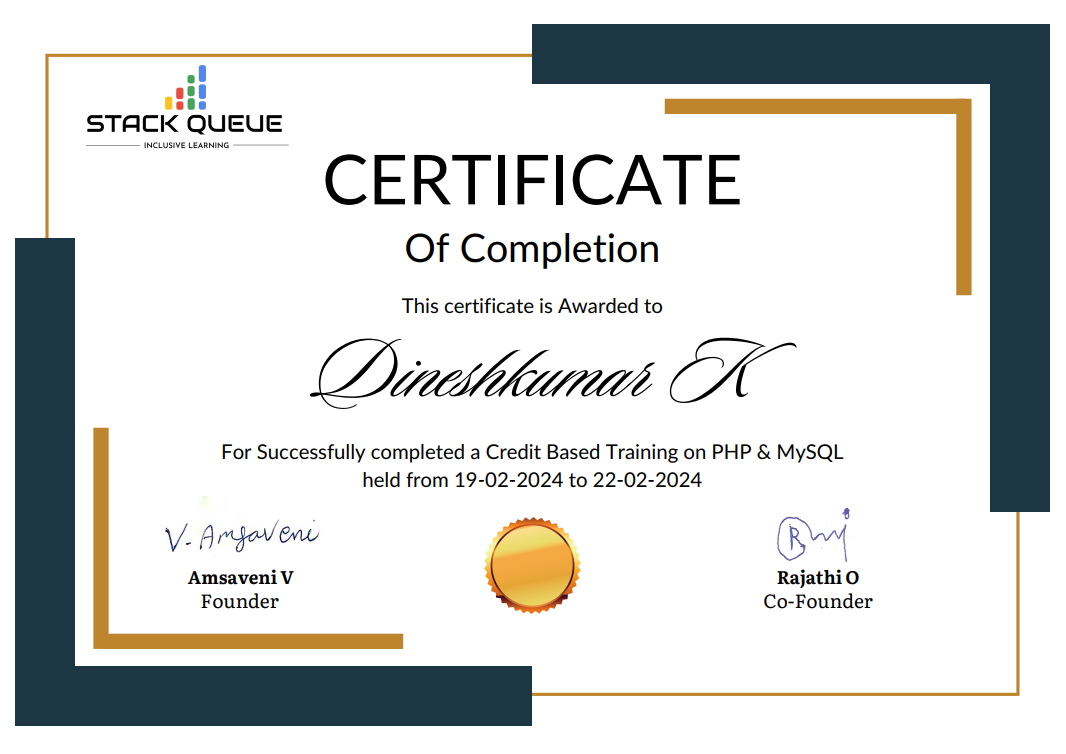 STACK QUEUE
INCLUSIVE LEARNING
CERTIFICATE
Of Completion
This certificate is Awarded to
Dineshkumar K
For Successfully completed a Credit Based Training on PHP & MySQL
held from 19-02-2024 to 22-02-2024
V. Amsaveni
Amsaveni V
Founder
Rajathi O
Co-Founder